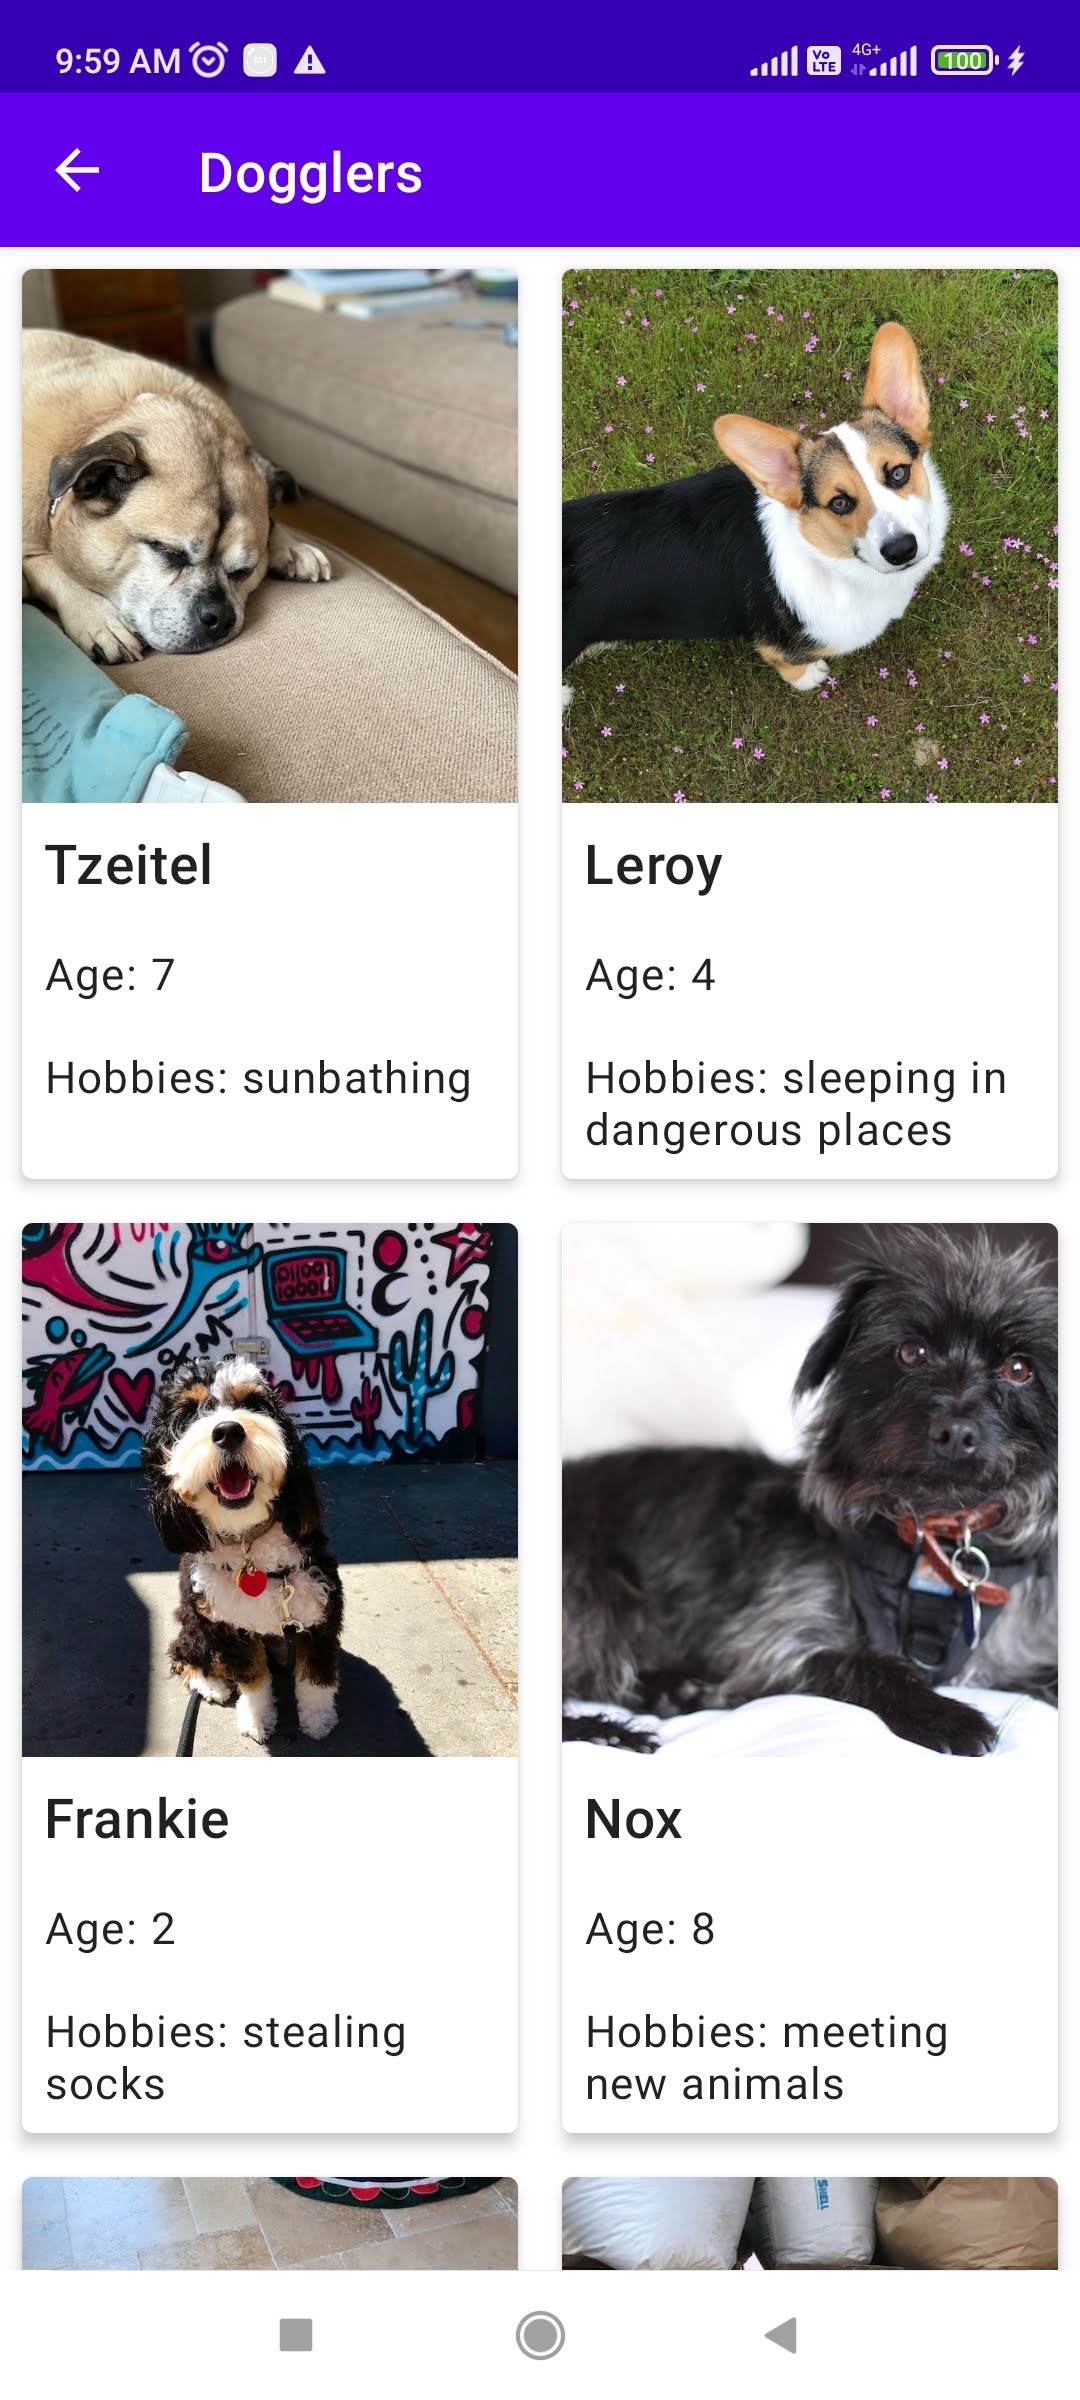 9:59 AM
Vo LTE
4G+
100
Dogglers
Tzeitel
Age: 7
Hobbies: sunbathing
Leroy
Age: 4
Hobbies: sleeping in
dangerous places
Frankie
Age: 2
Hobbies: stealing
socks
Nox
Age: 8
Hobbies: meeting
new animals
SHELL